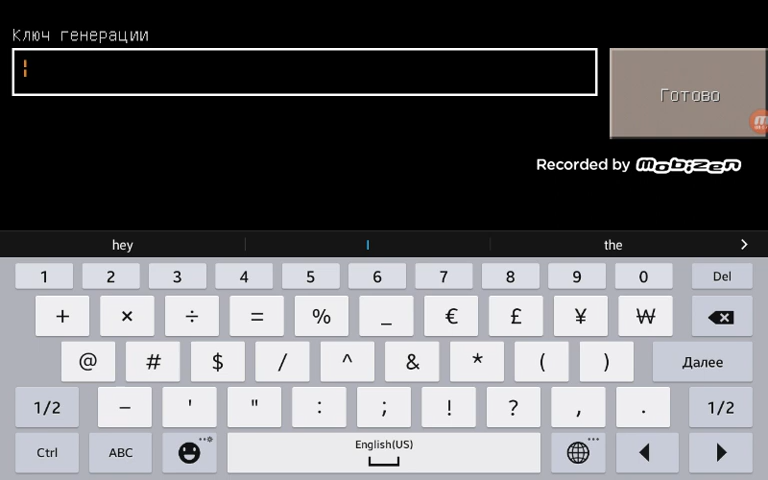 Ключ генерации
Готово
Recorded by mobizen
hey I the
1 2 3 4 5 6 7 8 9 0 Del
+ × ÷ = % _ € £ ¥ ₩
@ # $ / ^ & * ( ) Далее
1/2 – ' " : ; ! ? , . 1/2
Ctrl ABC English(US)